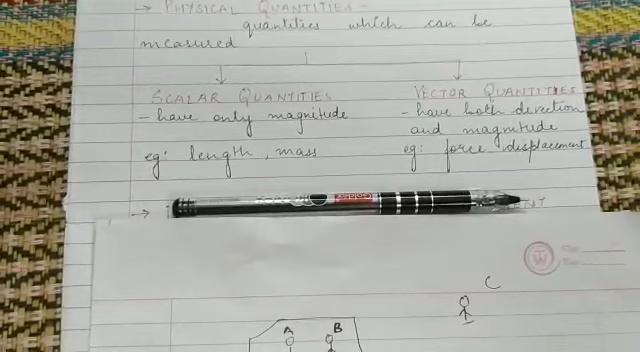 → PHYSICAL QUANTITIES -
quantities which can be
measured
SCALAR QUANTITIES
- have only magnitude
eg: length, mass
VECTOR QUANTITIES
- have both direction
and magnitude
eg: force displacement
→
C
A B